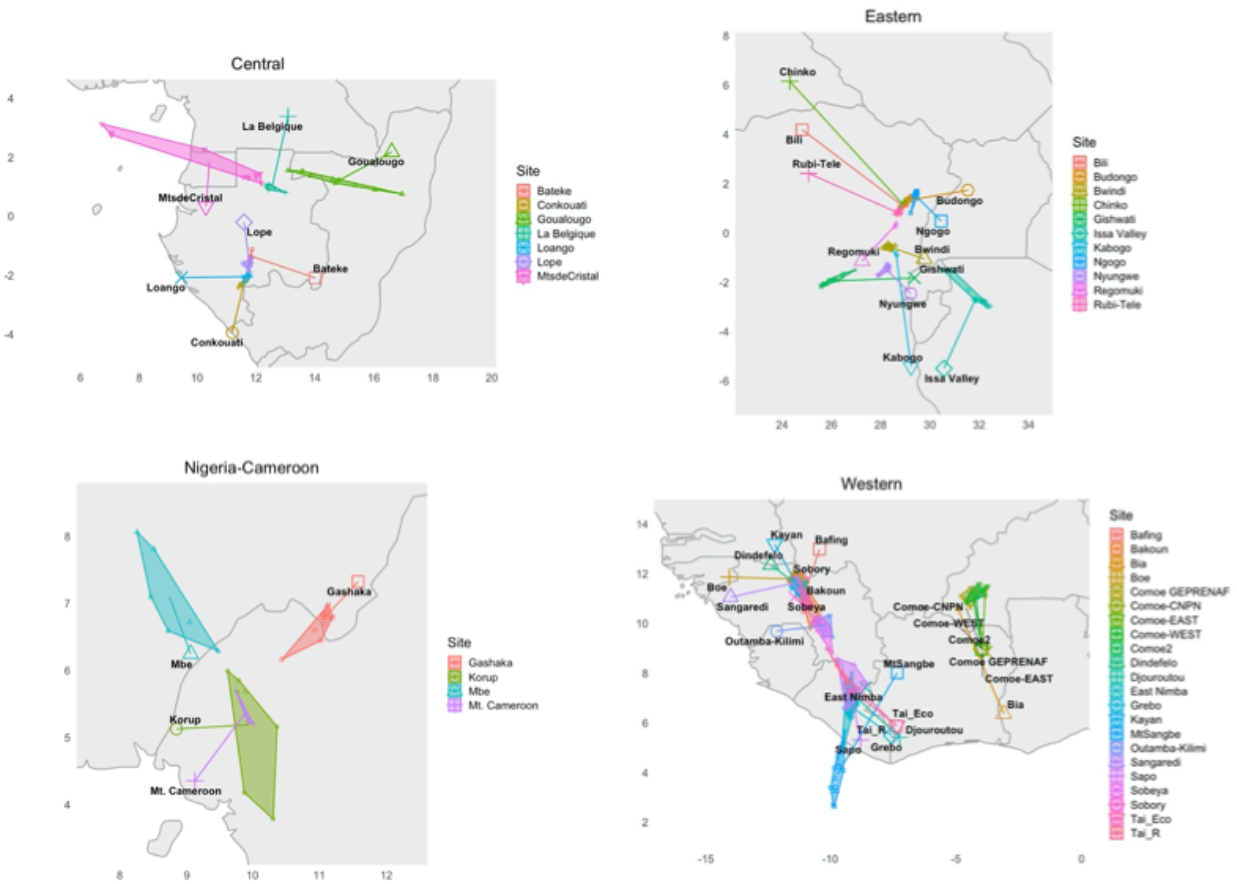 Central
4
2
0
-2
-4
6
8
10
12
14
16
18
20
La Belgique
Goualougo
MtsdeCristal
Lope
Bateke
Loango
Conkouati
Site
Bateke
Conkouati
Goualougo
La Belgique
Loango
Lope
MtsdeCristal
Eastern
8
6
4
2
0
-2
-4
-6
24
26
28
30
32
34
Chinko
Bili
Rubi-Tele
Budongo
Ngogo
Regomuki
Bwindi
Gishwati
Nyungwe
Kabogo
Issa Valley
Site
Bili
Budongo
Bwindi
Chinko
Gishwati
Issa Valley
Kabogo
Ngogo
Nyungwe
Regomuki
Rubi-Tele
Nigeria-Cameroon
8
7
6
5
4
8
9
10
11
12
Gashaka
Mbe
Korup
Mt. Cameroon
Site
Gashaka
Korup
Mbe
Mt. Cameroon
Western
14
12
10
8
6
4
2
-15
-10
-5
0
Kayan
Bafing
Dindefelo
Sobory
Boe
Bakoun
Sangaredi
Sobeya
Comoe-CNPN
Comoe-WEST
Outamba-Kilimi
Comoe2
MtSangbe
Comoe GEPRENAF
Comoe-EAST
East Nimba
Bia
Tai_Eco
Tai_R
Djouroutou
Sapo
Grebo
Site
Bafing
Bakoun
Bia
Boe
Comoe GEPRENAF
Comoe-CNPN
Comoe-EAST
Comoe-WEST
Comoe2
Dindefelo
Djouroutou
East Nimba
Grebo
Kayan
MtSangbe
Outamba-Kilimi
Sangaredi
Sapo
Sobeya
Sobory
Tai_Eco
Tai_R